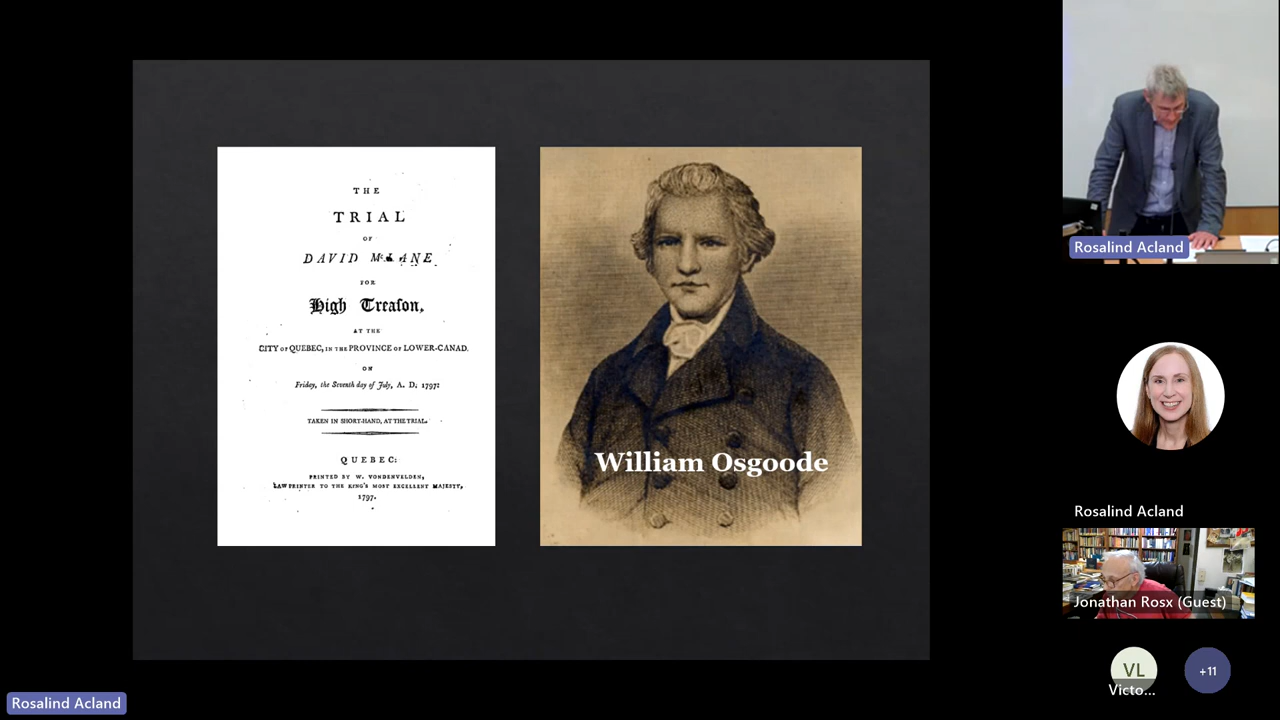 THE
TRIAL
OF
DAVID
FOR
High Treaſon,
AT THE
CITY OF QUEBEC, IN THE PROVINCE OF LOWER-CANAD.
ON
Friday, the Seventh day of July, A. D. 1797:
TAKEN IN SHORT-HAND, AT THE TRIAL.
QUEBEC:
PRINTED BY W. VONDENVELDEN,
LAW PRINTER TO THE KING'S MOST EXCELLENT MAJESTY,
1797.
William Osgoode
Rosalind Acland
Rosalind Acland
Jonathan Rosx (Guest)
VL
Victo...
+11
Rosalind Acland